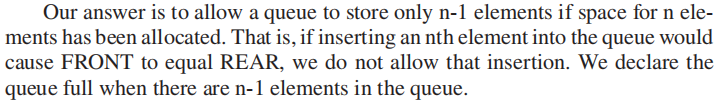 Our answer is to allow a queue to store only n-1 elements if space for n ele-
ments has been allocated. That is, if inserting an nth element into the queue would
cause FRONT to equal REAR, we do not allow that insertion. We declare the
queue full when there are n-1 elements in the queue.